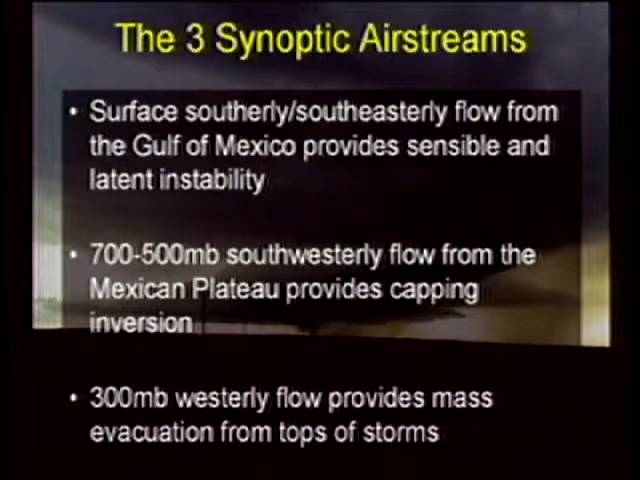 The 3 Synoptic Airstreams
• Surface southerly/southeasterly flow from
the Gulf of Mexico provides sensible and
latent instability
• 700-500mb southwesterly flow from the
Mexican Plateau provides capping
inversion
• 300mb westerly flow provides mass
evacuation from tops of storms